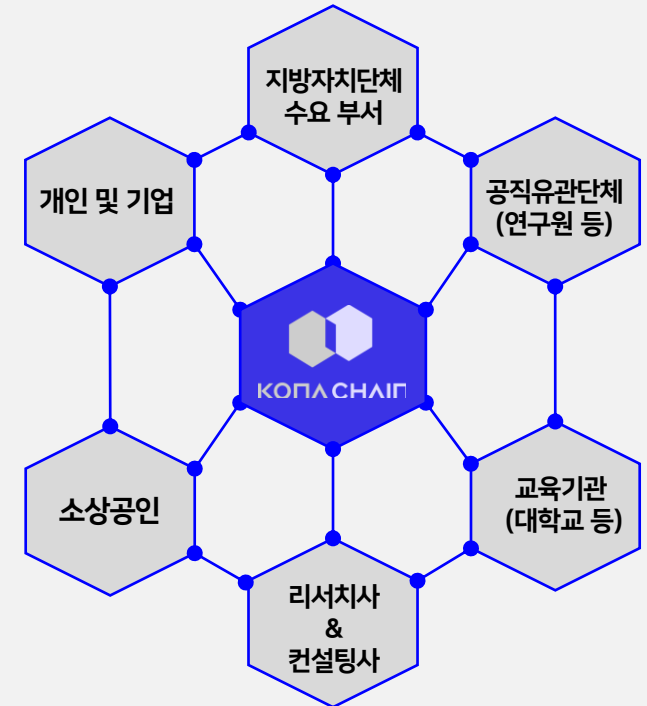 지방자치단체
수요 부서
개인 및 기업
공직유관단체
(연구원 등)
KONA CHAIN
소상공인
교육기관
(대학교 등)
리서치사
&
컨설팅사